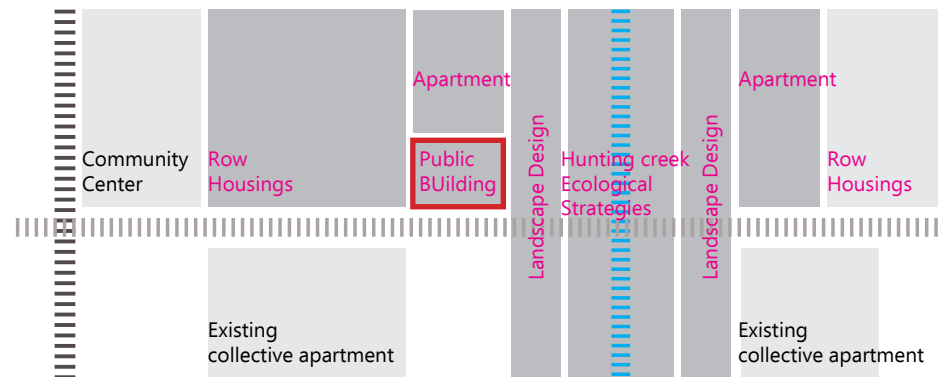 Apartment
Apartment
Community
Center
Row
Housings
Public
BUilding
Landscape Design
Hunting creek
Ecological
Strategies
Landscape Design
Row
Housings
Existing
collective apartment
Existing
collective apartment